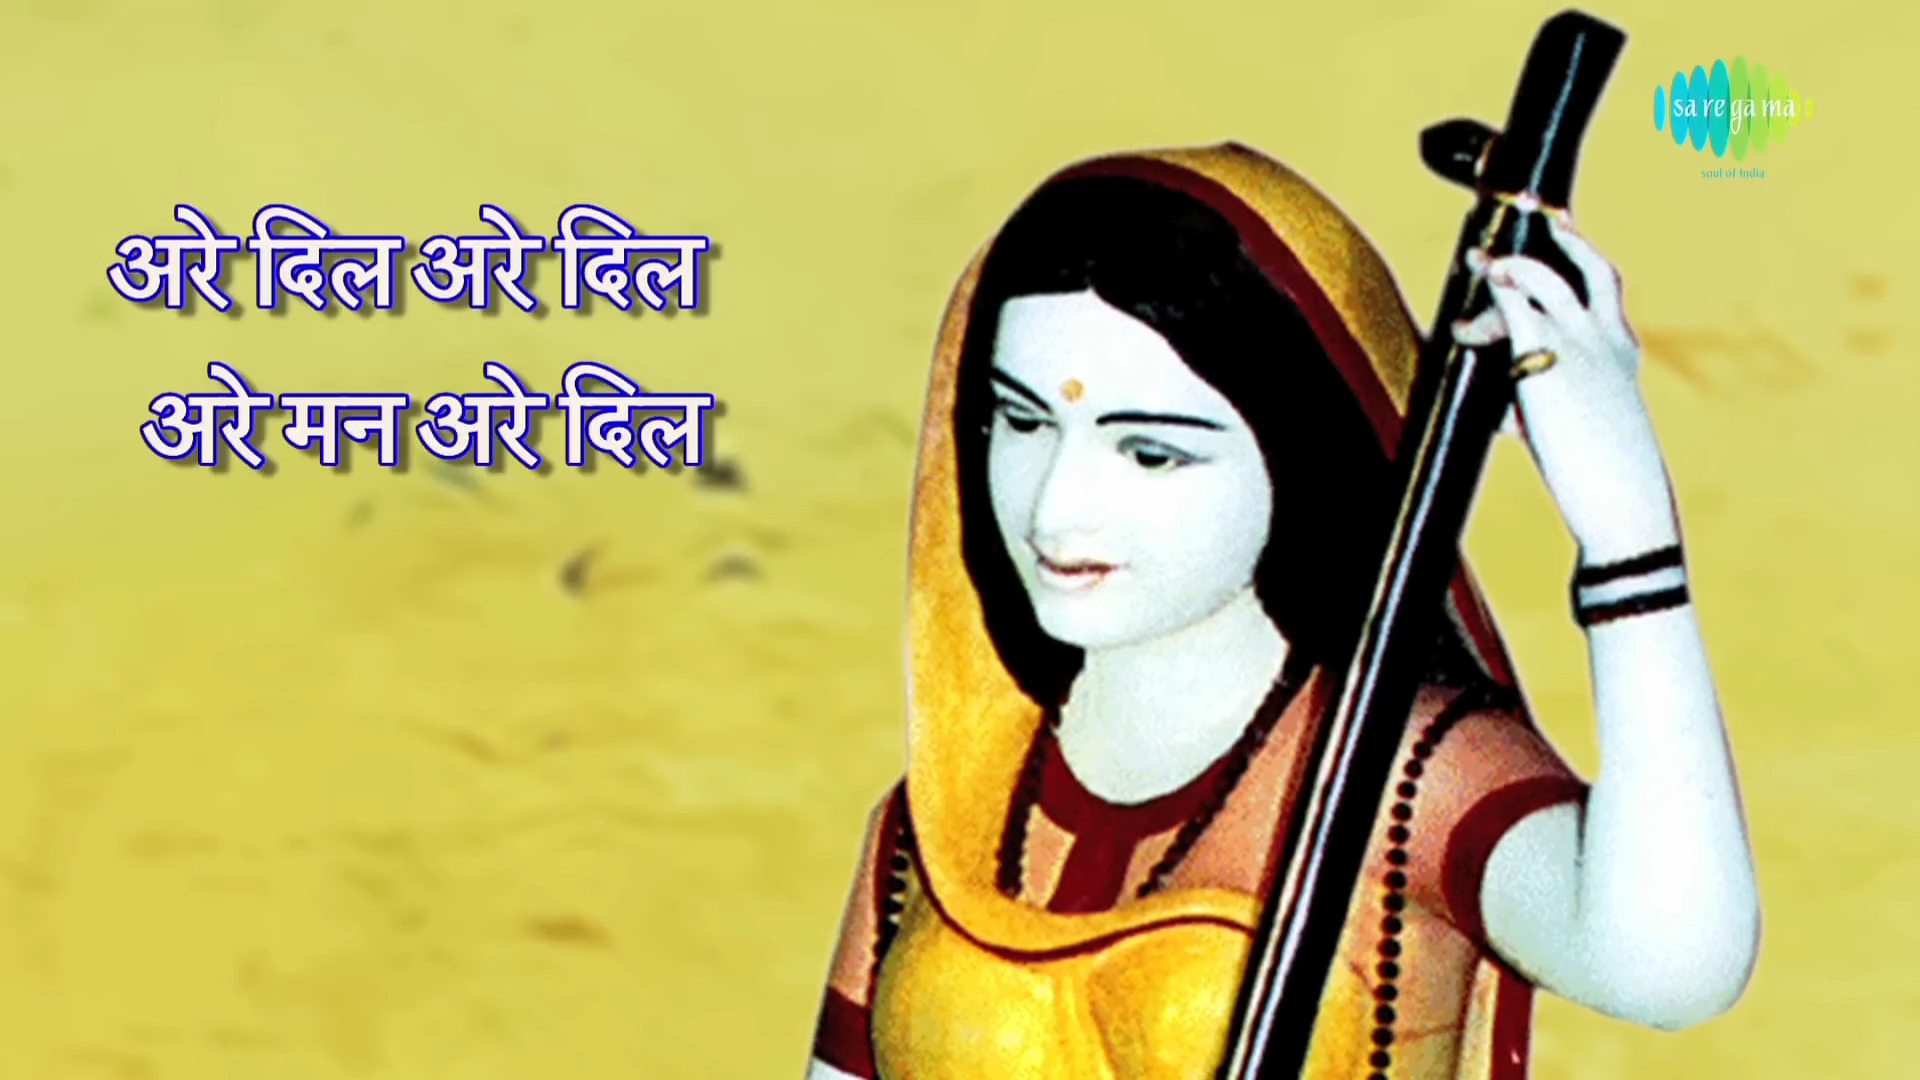 अरे दिल अरे दिल
अरे मन अरे दिल
sa re ga ma
soul of India